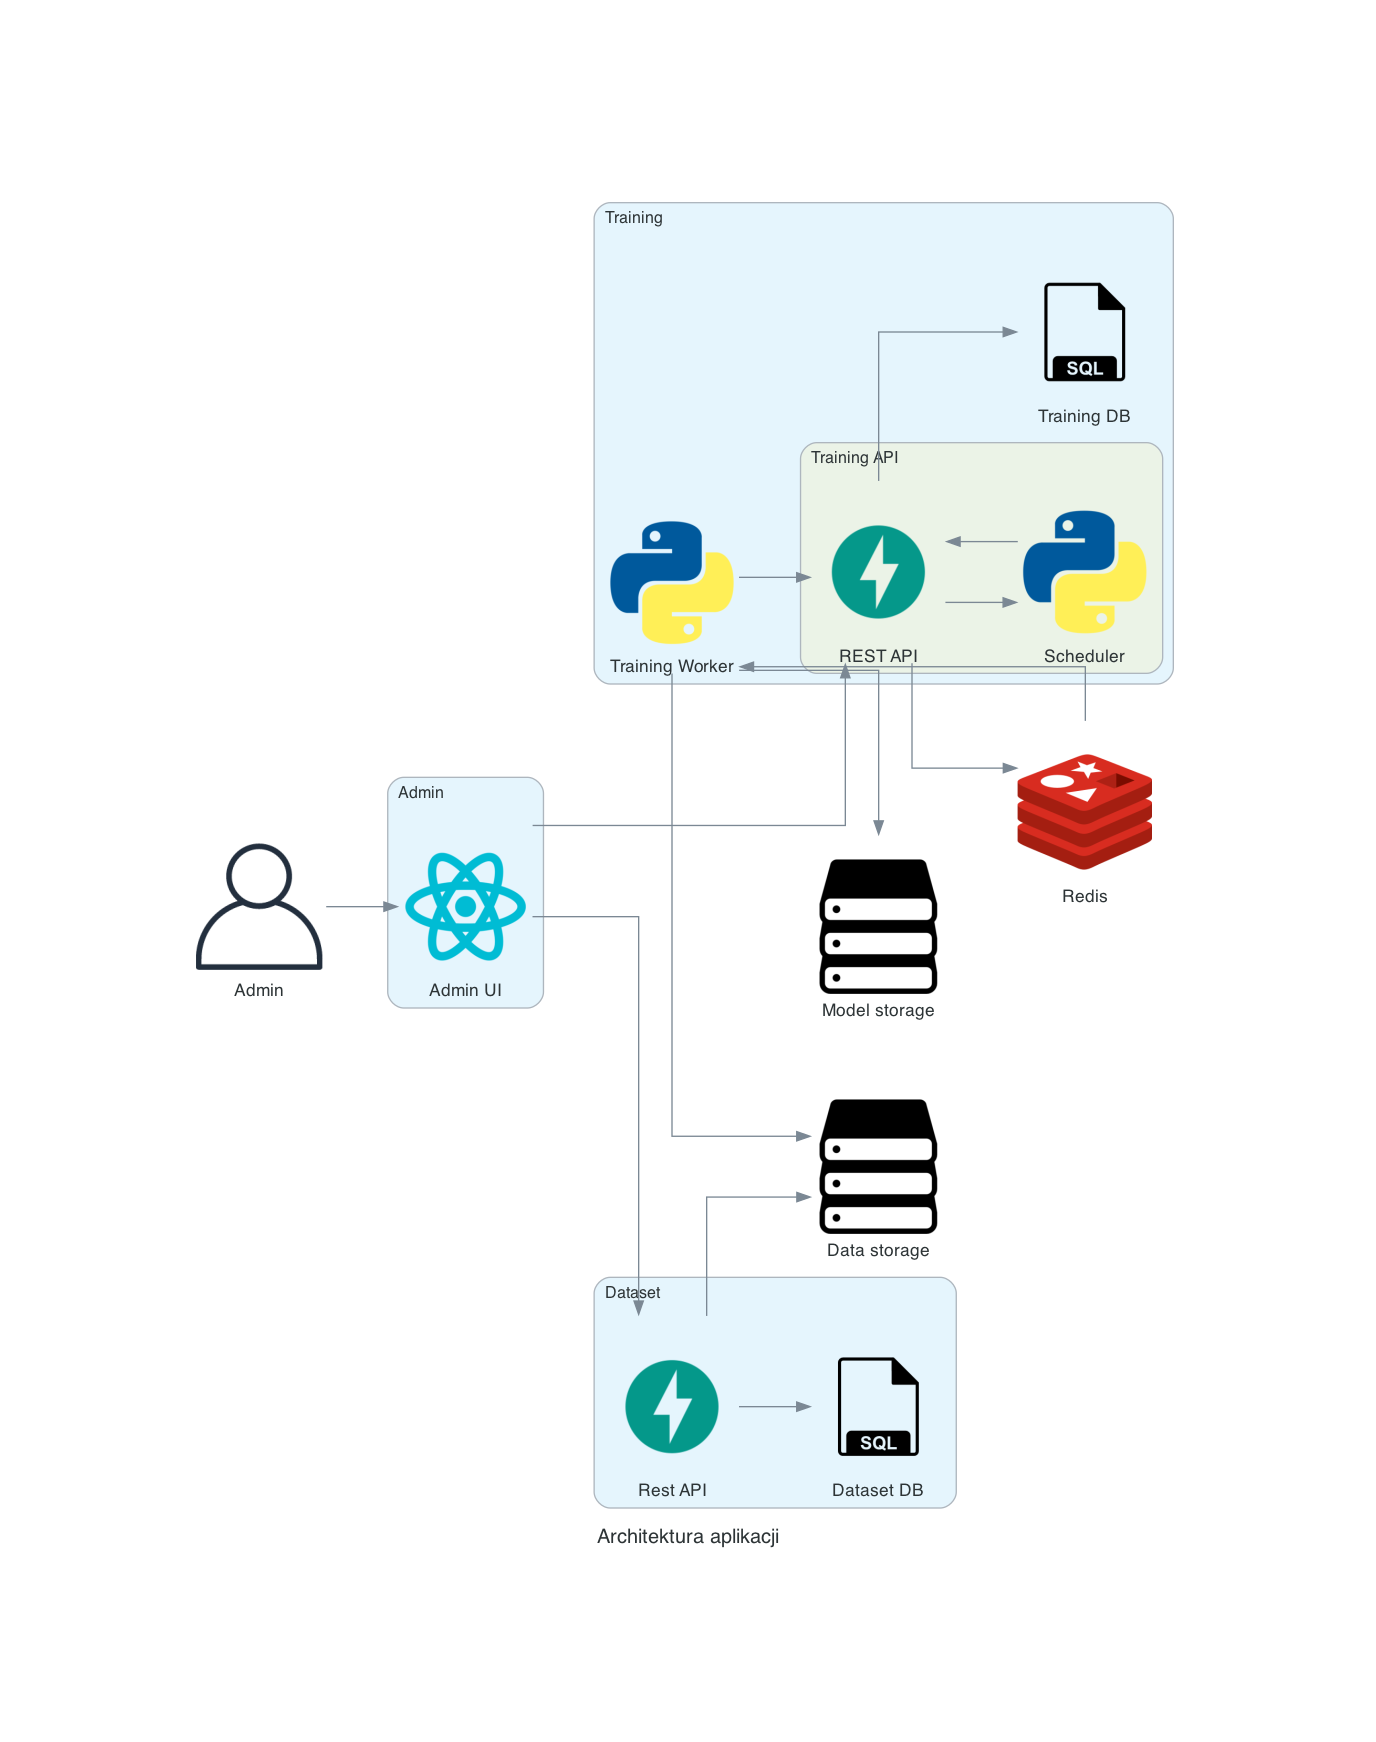 Training
SQL
Training DB
Training API
Training Worker
REST API
Scheduler
Admin
Redis
Admin
Admin UI
Model storage
Data storage
Dataset
SQL
Rest API
Dataset DB
Architektura aplikacji